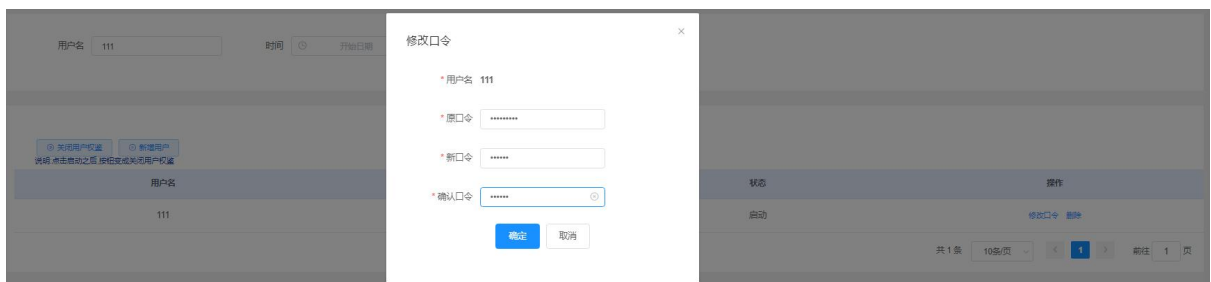 用户名 111 时间 开始日期
修改口令
* 用户名 111
* 原口令 •••••••••
* 新口令 ••••••
* 确认口令 ••••••
确定 取消
关闭用户权鉴 新增用户
说明:点击启动之后,按钮变成关闭用户权鉴
用户名 状态 操作
111 启动 修改口令 删除
共 1 条 10条/页 < 1 > 前往 1 页